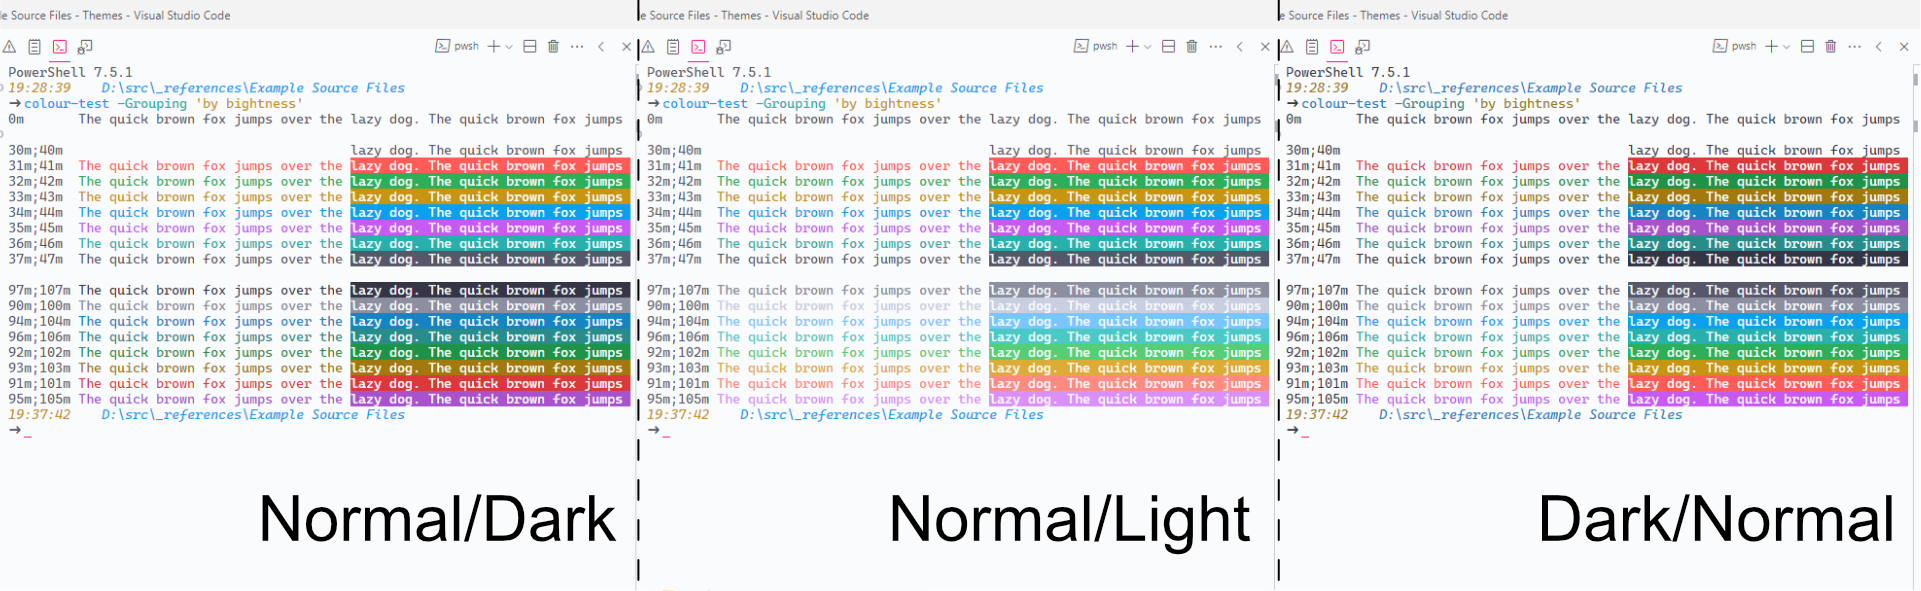 e Source Files - Themes - Visual Studio Code
pwsh
PowerShell 7.5.1
19:28:39 D:\src\_references\Example Source Files
→colour-test -Grouping 'by bightness'
0m The quick brown fox jumps over the lazy dog. The quick brown fox jumps
30m;40m lazy dog. The quick brown fox jumps
31m;41m The quick brown fox jumps over the lazy dog. The quick brown fox jumps
32m;42m The quick brown fox jumps over the lazy dog. The quick brown fox jumps
33m;43m The quick brown fox jumps over the lazy dog. The quick brown fox jumps
34m;44m The quick brown fox jumps over the lazy dog. The quick brown fox jumps
35m;45m The quick brown fox jumps over the lazy dog. The quick brown fox jumps
36m;46m The quick brown fox jumps over the lazy dog. The quick brown fox jumps
37m;47m The quick brown fox jumps over the lazy dog. The quick brown fox jumps
97m;107m The quick brown fox jumps over the lazy dog. The quick brown fox jumps
90m;100m The quick brown fox jumps over the lazy dog. The quick brown fox jumps
94m;104m The quick brown fox jumps over the lazy dog. The quick brown fox jumps
96m;106m The quick brown fox jumps over the lazy dog. The quick brown fox jumps
92m;102m The quick brown fox jumps over the lazy dog. The quick brown fox jumps
93m;103m The quick brown fox jumps over the lazy dog. The quick brown fox jumps
91m;101m The quick brown fox jumps over the lazy dog. The quick brown fox jumps
95m;105m The quick brown fox jumps over the lazy dog. The quick brown fox jumps
19:37:42 D:\src\_references\Example Source Files
→_
Normal/Dark
e Source Files - Themes - Visual Studio Code
pwsh
PowerShell 7.5.1
19:28:39 D:\src\_references\Example Source Files
→colour-test -Grouping 'by bightness'
0m The quick brown fox jumps over the lazy dog. The quick brown fox jumps
30m;40m lazy dog. The quick brown fox jumps
31m;41m The quick brown fox jumps over the lazy dog. The quick brown fox jumps
32m;42m The quick brown fox jumps over the lazy dog. The quick brown fox jumps
33m;43m The quick brown fox jumps over the lazy dog. The quick brown fox jumps
34m;44m The quick brown fox jumps over the lazy dog. The quick brown fox jumps
35m;45m The quick brown fox jumps over the lazy dog. The quick brown fox jumps
36m;46m The quick brown fox jumps over the lazy dog. The quick brown fox jumps
37m;47m The quick brown fox jumps over the lazy dog. The quick brown fox jumps
97m;107m The quick brown fox jumps over the lazy dog. The quick brown fox jumps
90m;100m The quick brown fox jumps over the lazy dog. The quick brown fox jumps
94m;104m The quick brown fox jumps over the lazy dog. The quick brown fox jumps
96m;106m The quick brown fox jumps over the lazy dog. The quick brown fox jumps
92m;102m The quick brown fox jumps over the lazy dog. The quick brown fox jumps
93m;103m The quick brown fox jumps over the lazy dog. The quick brown fox jumps
91m;101m The quick brown fox jumps over the lazy dog. The quick brown fox jumps
95m;105m The quick brown fox jumps over the lazy dog. The quick brown fox jumps
19:37:42 D:\src\_references\Example Source Files
→_
Normal/Light
e Source Files - Themes - Visual Studio Code
pwsh
PowerShell 7.5.1
19:28:39 D:\src\_references\Example Source Files
→colour-test -Grouping 'by bightness'
0m The quick brown fox jumps over the lazy dog. The quick brown fox jumps
30m;40m lazy dog. The quick brown fox jumps
31m;41m The quick brown fox jumps over the lazy dog. The quick brown fox jumps
32m;42m The quick brown fox jumps over the lazy dog. The quick brown fox jumps
33m;43m The quick brown fox jumps over the lazy dog. The quick brown fox jumps
34m;44m The quick brown fox jumps over the lazy dog. The quick brown fox jumps
35m;45m The quick brown fox jumps over the lazy dog. The quick brown fox jumps
36m;46m The quick brown fox jumps over the lazy dog. The quick brown fox jumps
37m;47m The quick brown fox jumps over the lazy dog. The quick brown fox jumps
97m;107m The quick brown fox jumps over the lazy dog. The quick brown fox jumps
90m;100m The quick brown fox jumps over the lazy dog. The quick brown fox jumps
94m;104m The quick brown fox jumps over the lazy dog. The quick brown fox jumps
96m;106m The quick brown fox jumps over the lazy dog. The quick brown fox jumps
92m;102m The quick brown fox jumps over the lazy dog. The quick brown fox jumps
93m;103m The quick brown fox jumps over the lazy dog. The quick brown fox jumps
91m;101m The quick brown fox jumps over the lazy dog. The quick brown fox jumps
95m;105m The quick brown fox jumps over the lazy dog. The quick brown fox jumps
19:37:42 D:\src\_references\Example Source Files
→_
Dark/Normal